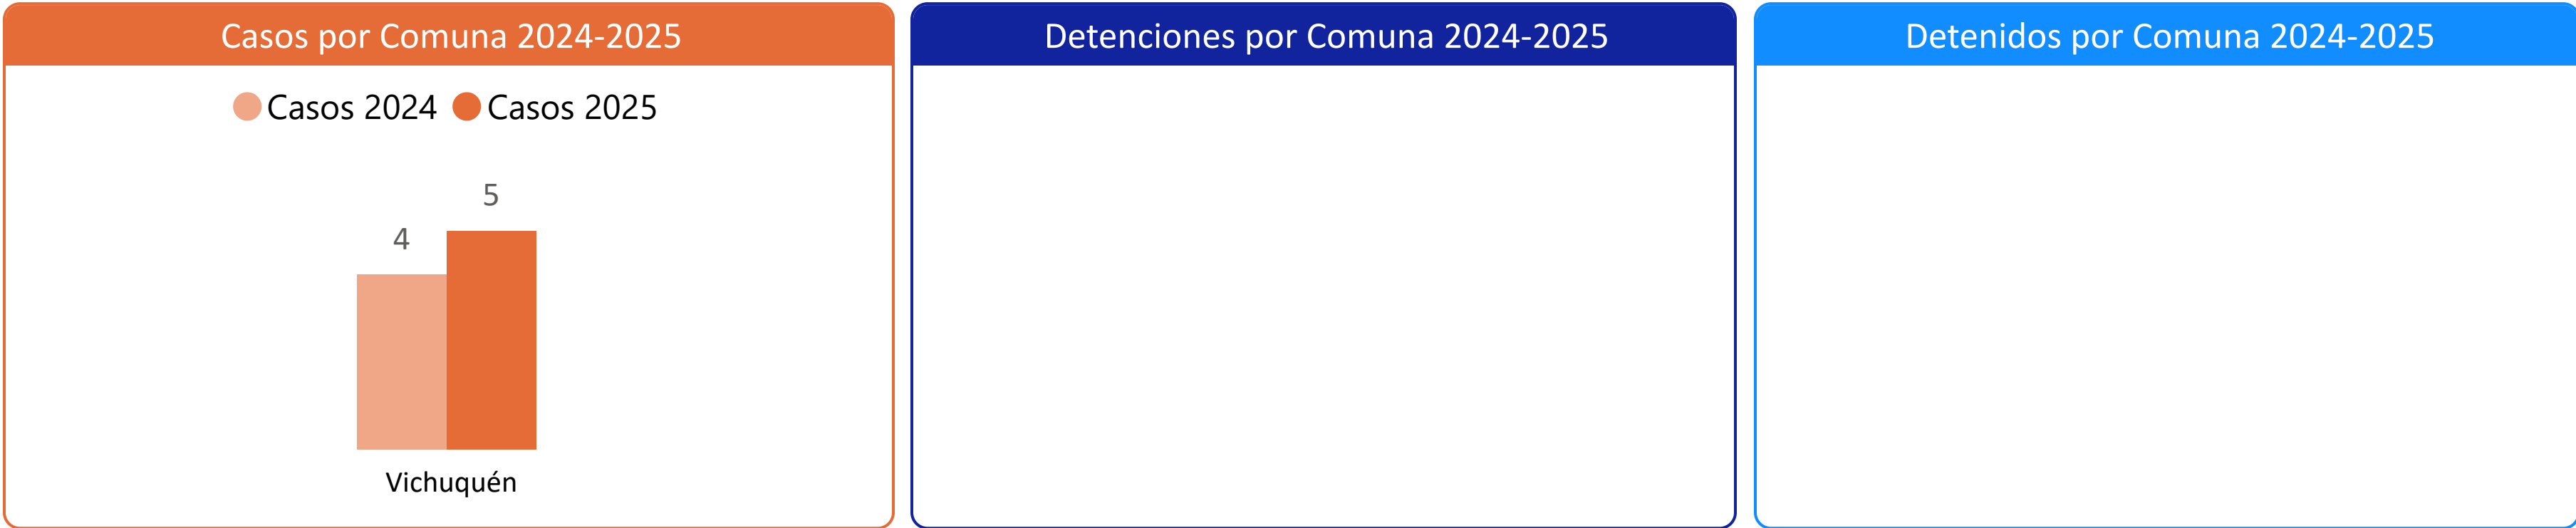 Casos por Comuna 2024-2025
Casos 2024 Casos 2025
5
4
Vichuquén
Detenciones por Comuna 2024-2025
Detenidos por Comuna 2024-2025